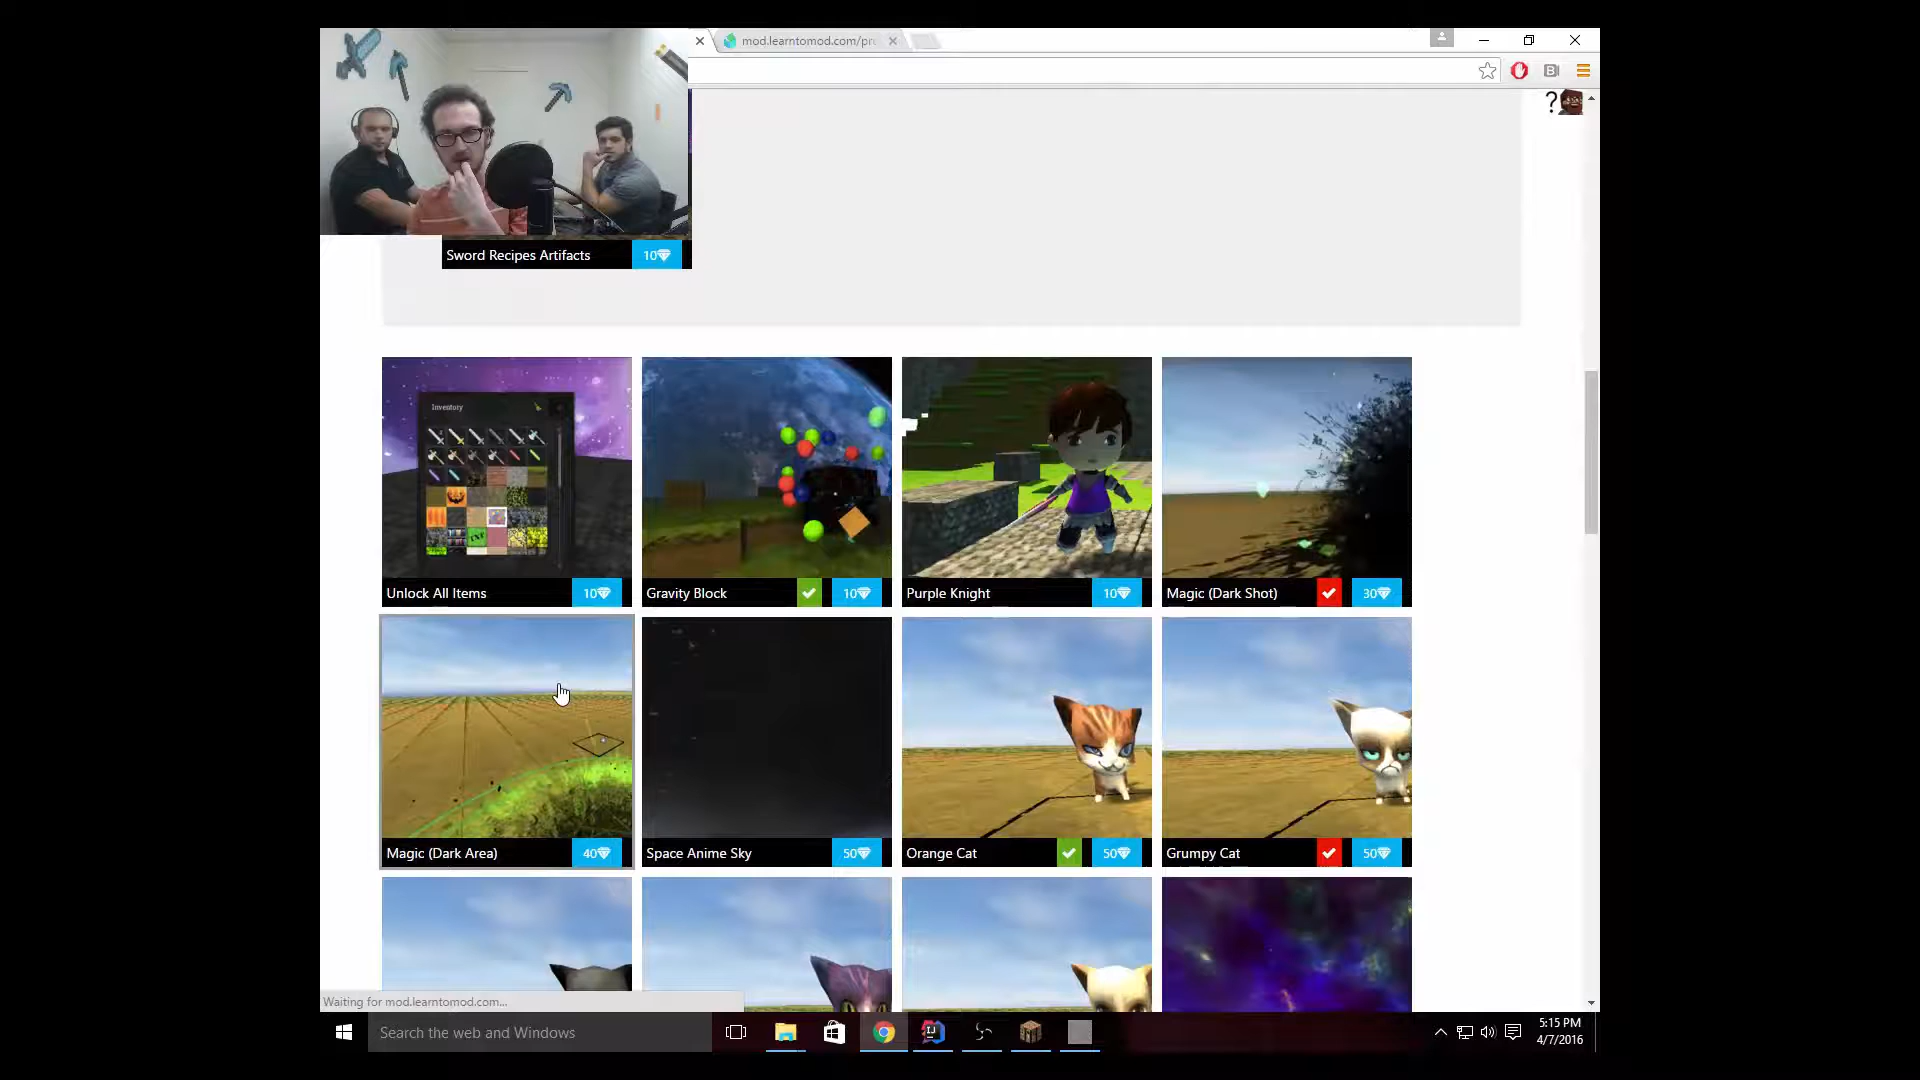 mod.learntomod.com/pr
?
Sword Recipes Artifacts
10
Inventory
Unlock All Items
10
Gravity Block
10
Purple Knight
10
Magic (Dark Shot)
30
Magic (Dark Area)
40
Space Anime Sky
50
Orange Cat
50
Grumpy Cat
50
Waiting for mod.learntomod.com...
Search the web and Windows
5:15 PM
4/7/2016